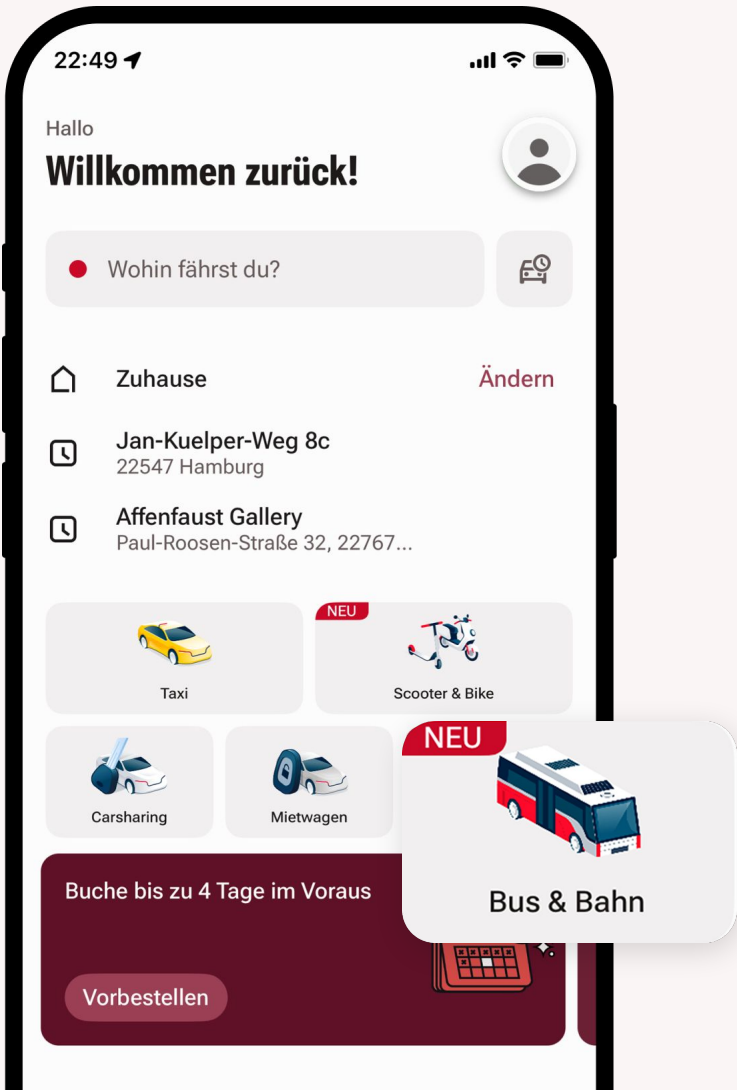 22:49
Hallo
Willkommen zurück!
Wohin fährst du?
Zuhause
Ändern
Jan-Kuelper-Weg 8c
22547 Hamburg
Affenfaust Gallery
Paul-Roosen-Straße 32, 22767...
Taxi
NEU
Scooter & Bike
Carsharing
Mietwagen
NEU
Bus & Bahn
Buche bis zu 4 Tage im Voraus
Vorbestellen